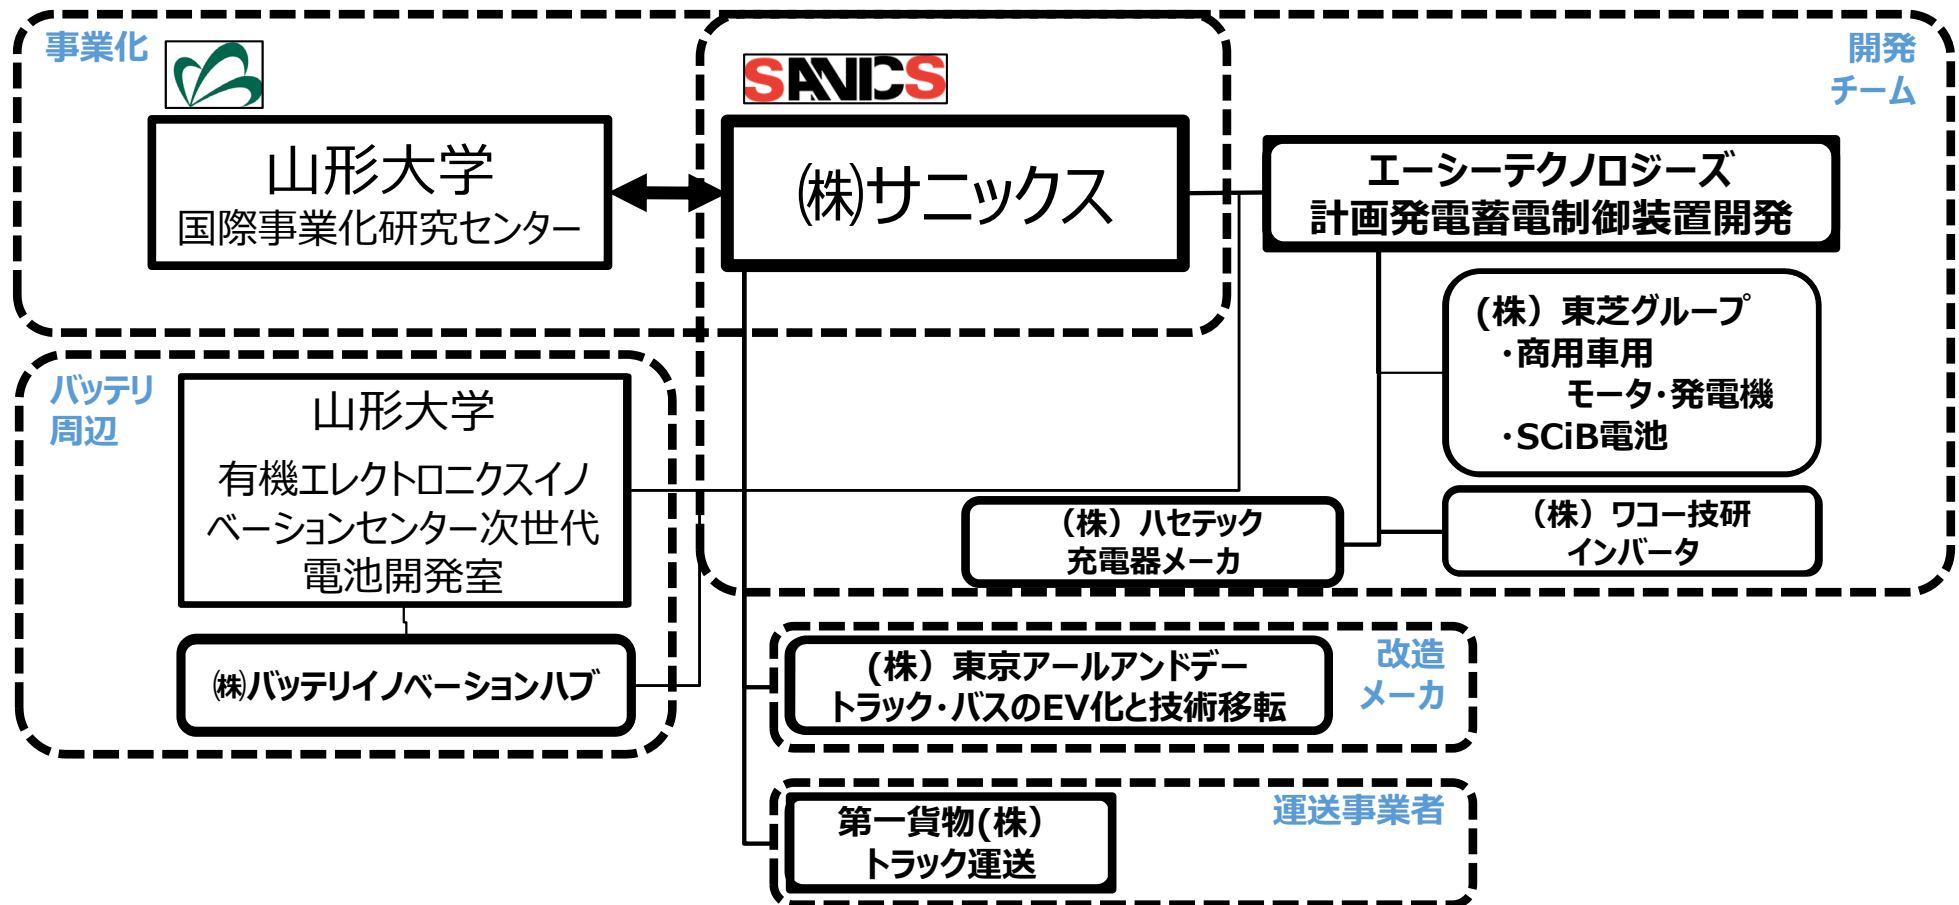 事業化
SANICS
開発
チーム
山形大学
国際事業化研究センター
㈱サニックス
エーシーテクノロジーズ
計画発電蓄電制御装置開発
(株）東芝グループ
・商用車用
モータ・発電機
・SCiB電池
（株）ハセテック
充電器メーカ
（株）ワコー技研
インバータ
バッテリ
周辺
山形大学
有機エレクトロニクスイノ
ベーションセンター次世代
電池開発室
㈱バッテリイノベーションハブ
(株）東京アールアンドデー
トラック・バスのEV化と技術移転
改造
メーカ
第一貨物(株）
トラック運送
運送事業者